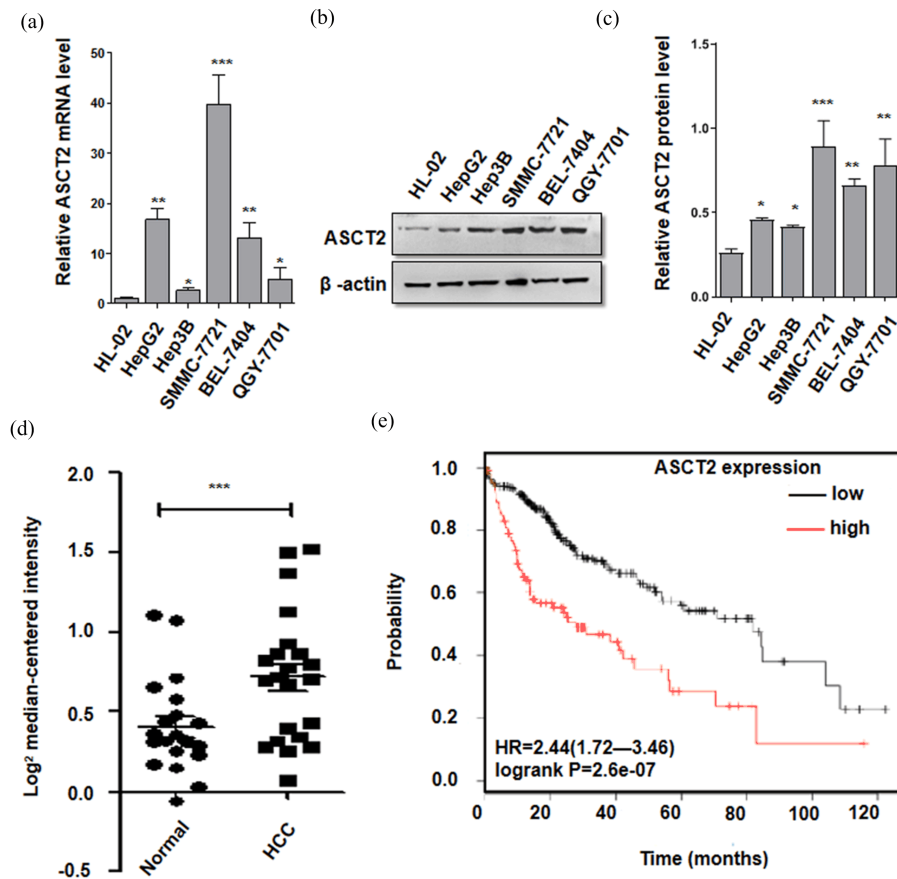 (a)
Relative ASCT2 mRNA level
50
40
30
20
10
0
***
**
**
*
*
HL-02
HepG2
Hep3B
SMMC-7721
BEL-7404
QGY-7701
(b)
HL-02
HepG2
Hep3B
SMMC-7721
BEL-7404
QGY-7701
ASCT2
β -actin
(c)
Relative ASCT2 protein level
1.5
1.0
0.5
0.0
*
*
***
**
**
HL-02
HepG2
Hep3B
SMMC-7721
BEL-7404
QGY-7701
(d)
Log² median-centered intensity
2.0
1.5
1.0
0.5
0.0
-0.5
***
Normal
HCC
(e)
Probability
1.0
0.8
0.6
0.4
0.2
0.0
ASCT2 expression
low
high
HR=2.44(1.72—3.46)
logrank P=2.6e-07
0 20 40 60 80 100 120
Time (months)